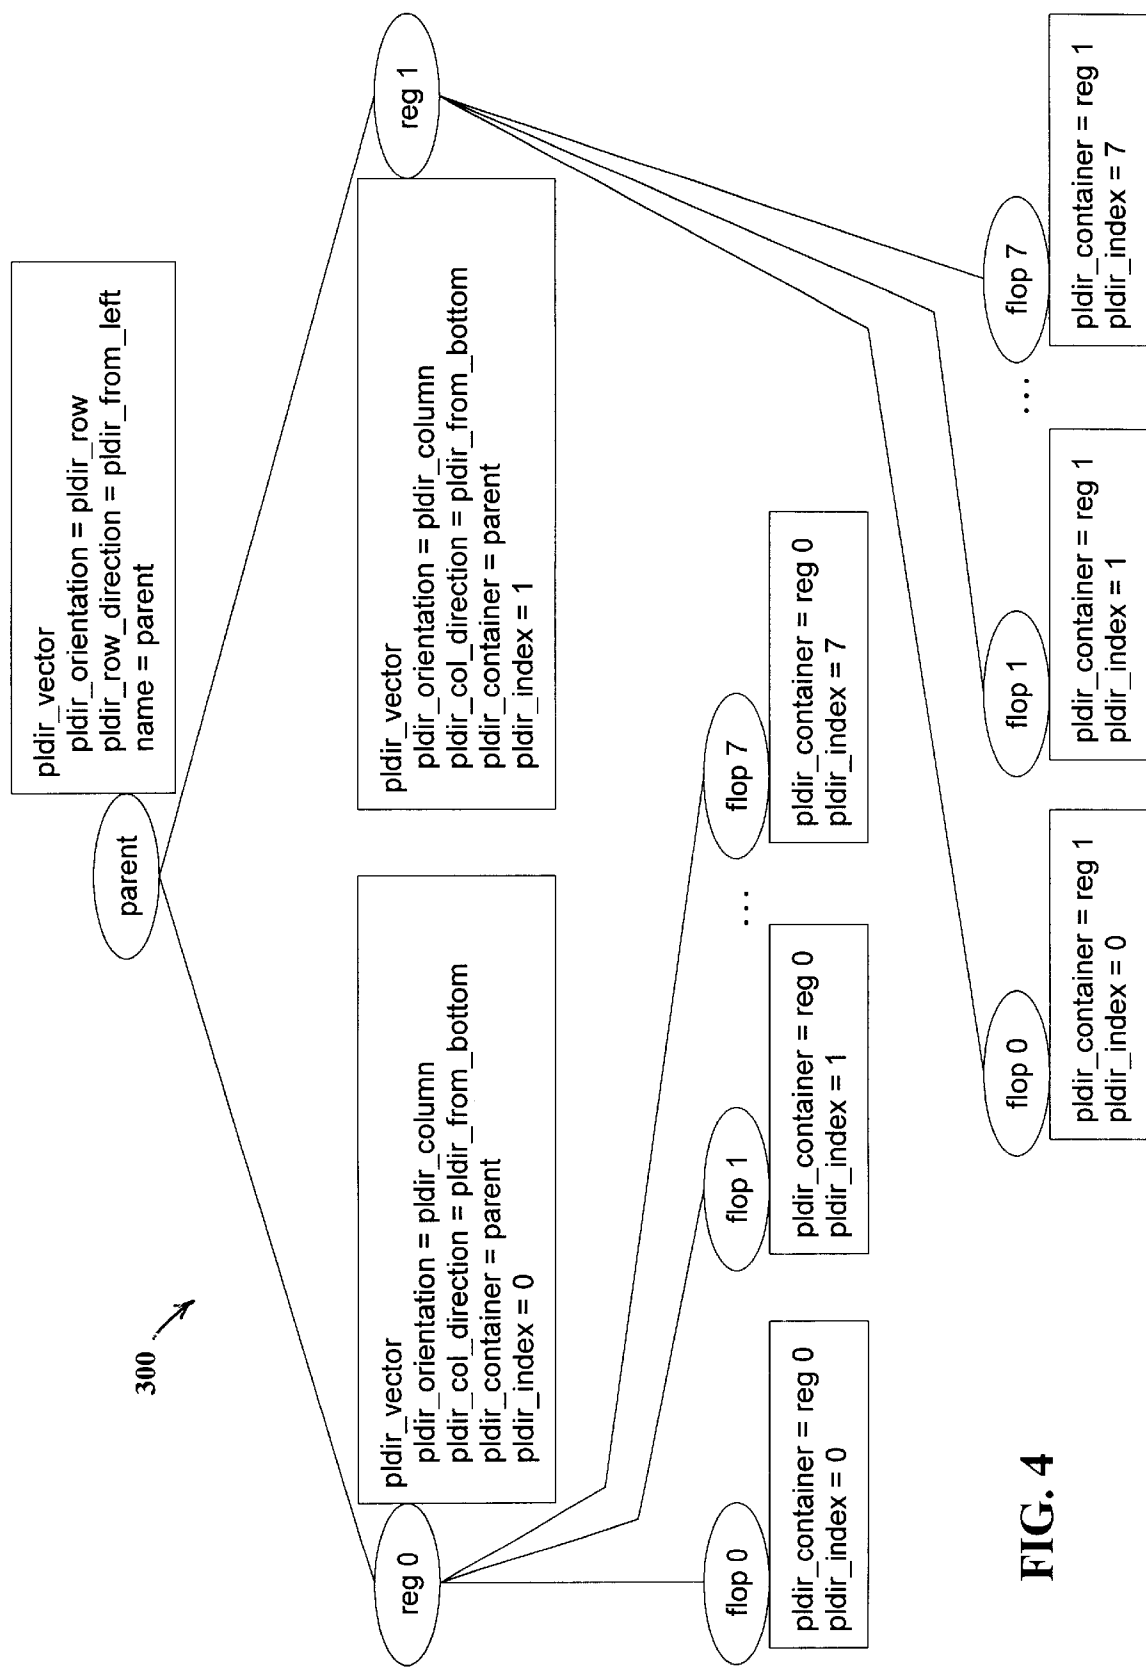 300
parent
pldir_vector
pldir_orientation = pldir_row
pldir_row_direction = pldir_from_left
name = parent
reg 0
pldir_vector
pldir_orientation = pldir_column
pldir_col_direction = pldir_from_bottom
pldir_container = parent
pldir_index = 0
pldir_vector
pldir_orientation = pldir_column
pldir_col_direction = pldir_from_bottom
pldir_container = parent
pldir_index = 1
reg 1
flop 0
pldir_container = reg 0
pldir_index = 0
flop 1
pldir_container = reg 0
pldir_index = 1
...
flop 7
pldir_container = reg 0
pldir_index = 7
flop 0
pldir_container = reg 1
pldir_index = 0
flop 1
pldir_container = reg 1
pldir_index = 1
...
flop 7
pldir_container = reg 1
pldir_index = 7
FIG. 4